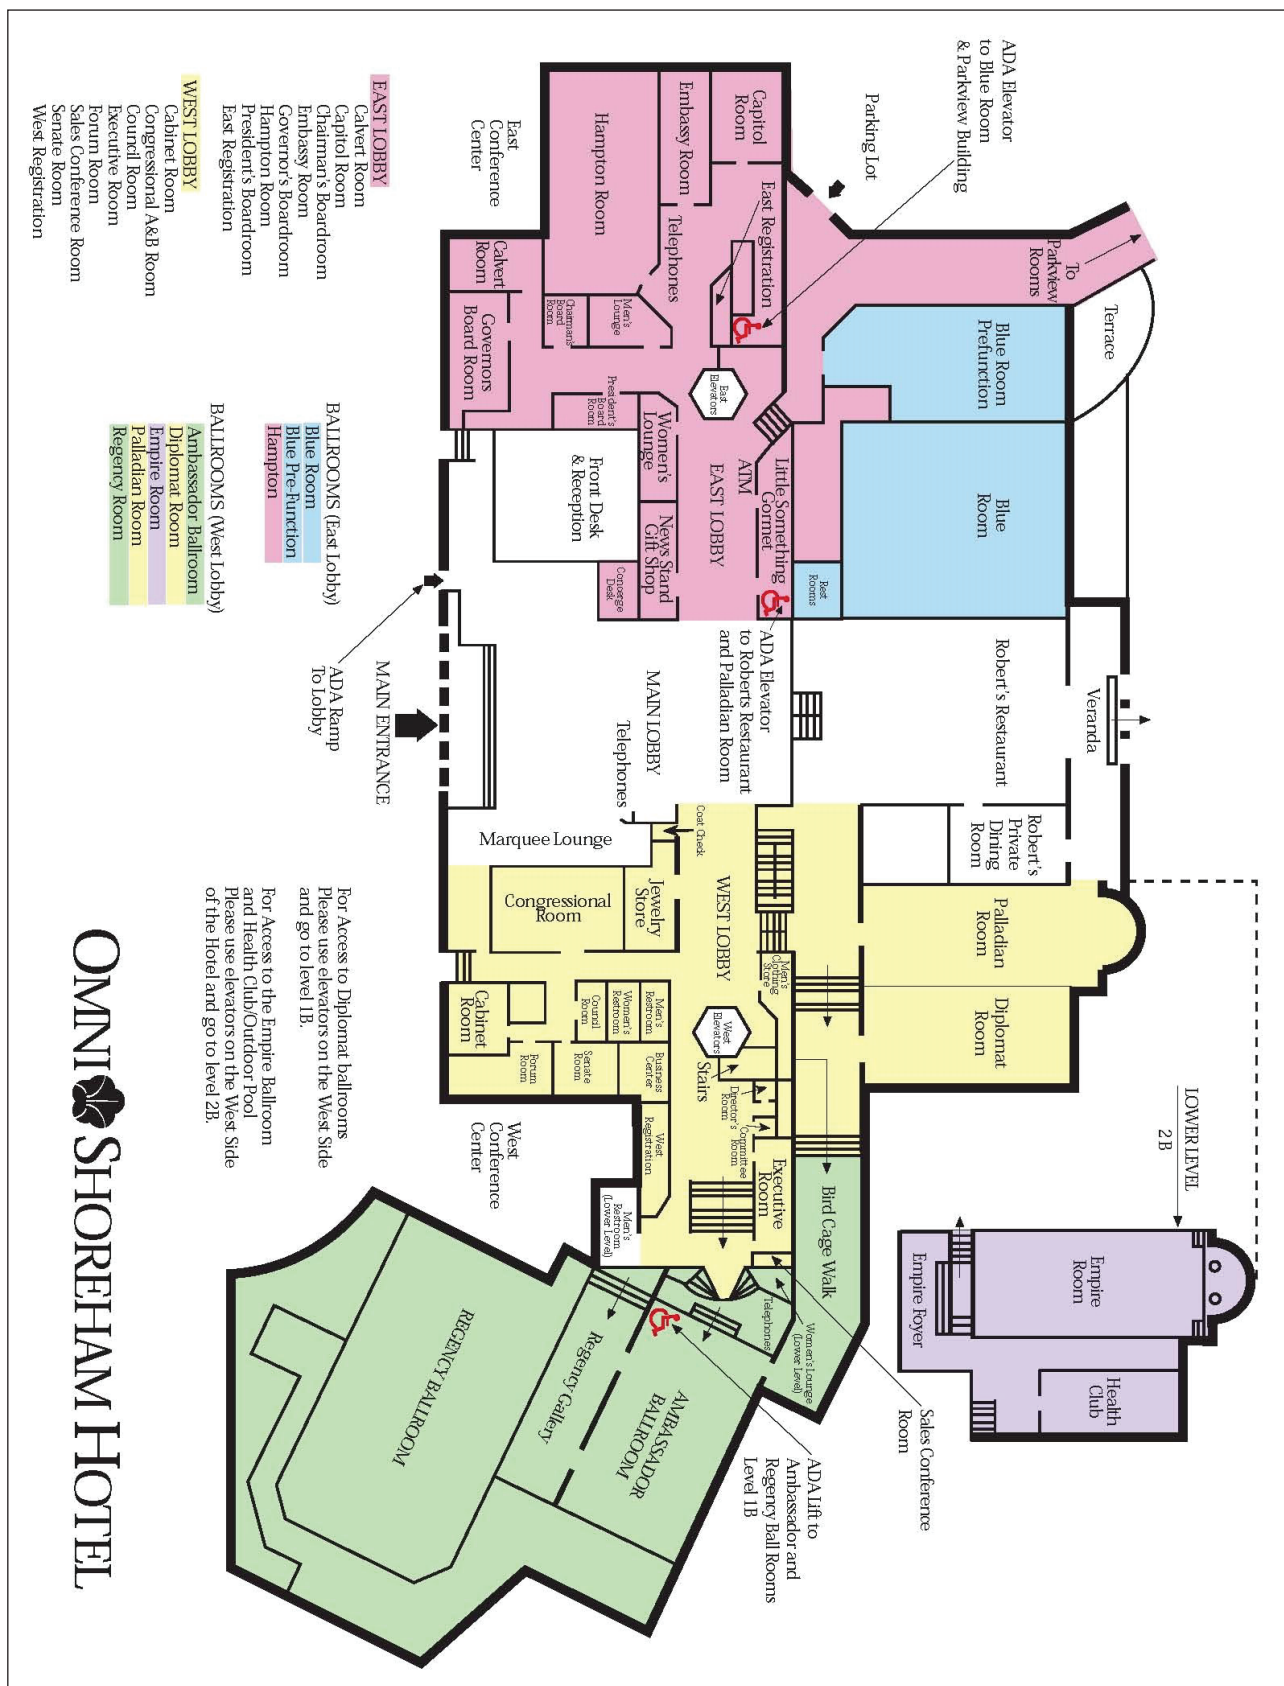 ADA Elevator
to Blue Room
& Parkview Building
Parking Lot
To
Parkview
Rooms
Terrace
Capitol
Room
Embassy Room
Hampton Room
East
Conference
Center
East Registration
Telephones
Calvert
Room
Governors
Board Room
Chairman's
Board
Room
Men's
Lounge
President's
Board
Room
East
Elevators
Women's
Lounge
Blue Room
Prefunction
Blue
Room
Rest
Rooms
Little Something
Gormet
ATM
EAST LOBBY
News Stand
Gift Shop
Concerge
Desk
Front Desk
& Reception
ADA Elevator
to Roberts Restaurant
and Palladian Room
Robert's Restaurant
Veranda
Robert's
Private
Dining
Room
MAIN LOBBY
Telephones
ADA Ramp
To Lobby
MAIN ENTRANCE
Marquee Lounge
Coat Check
Jewelry
Store
Congressional
Room
WEST LOBBY
Men's
Clothing
Store
Palladian
Room
Diplomat
Room
West
Elevators
Stairs
Men's
Restroom
Women's
Restroom
Council
Room
Cabinet
Room
Forum
Room
Senate
Room
Business
Center
West
Registration
Director's
Room
Committee
Room
Executive
Room
West
Conference
Center
Men's
Restroom
(Lower Level)
Bird Cage Walk
Telephones
Women's Lounge
(Lower Level)
Sales Conference
Room
ADA Lift to
Ambassador and
Regency Ball Rooms
Level 1B
AMBASSADOR
BALLROOM
Regency Gallery
REGENCY BALLROOM
LOWER LEVEL
2 B
Empire
Room
Empire Foyer
Health
Club
EAST LOBBY
Calvert Room
Capitol Room
Chairman's Boardroom
Embassy Room
Governor's Boardroom
Hampton Room
President's Boardroom
East Registration
WEST LOBBY
Cabinet Room
Congressional A&B Room
Council Room
Executive Room
Forum Room
Sales Conference Room
Senate Room
West Registration
BALLROOMS (East Lobby)
Blue Room
Blue Pre-Function
Hampton
BALLROOMS (West Lobby)
Ambassador Ballroom
Diplomat Room
Empire Room
Palladian Room
Regency Room
For Access to Diplomat ballrooms
Please use elevators on the West Side
and go to level 1B.
For Access to the Empire Ballroom
and Health Club/Outdoor Pool
Please use elevators on the West Side
of the Hotel and go to level 2B.
OMNI SHOREHAM HOTEL